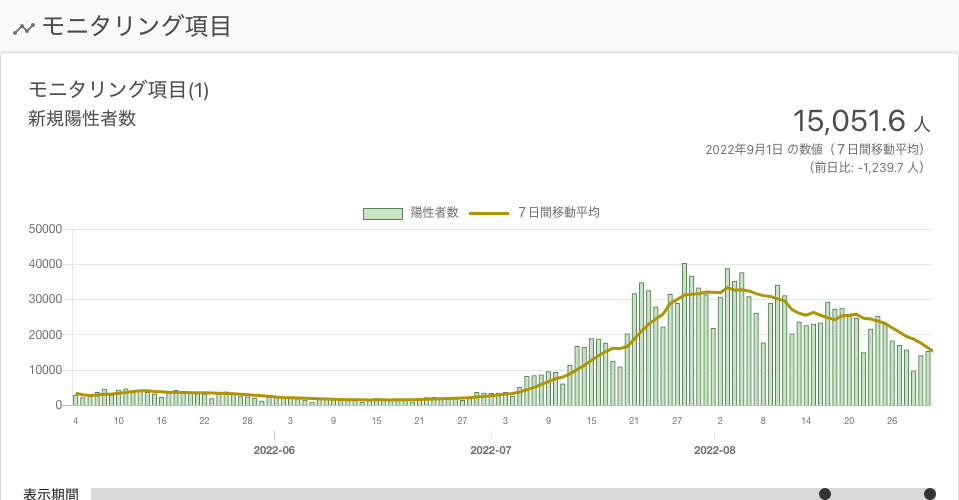 モニタリング項目
モニタリング項目(1)
新規陽性者数
15,051.6 人
2022年9月1日 の数値（７日間移動平均）
（前日比: -1,239.7 人）
陽性者数 ７日間移動平均
50000
40000
30000
20000
10000
0
4 10 16 22 28 3 9 15 21 27 3 9 15 21 27 2 8 14 20 26
2022-06 2022-07 2022-08
表示期間